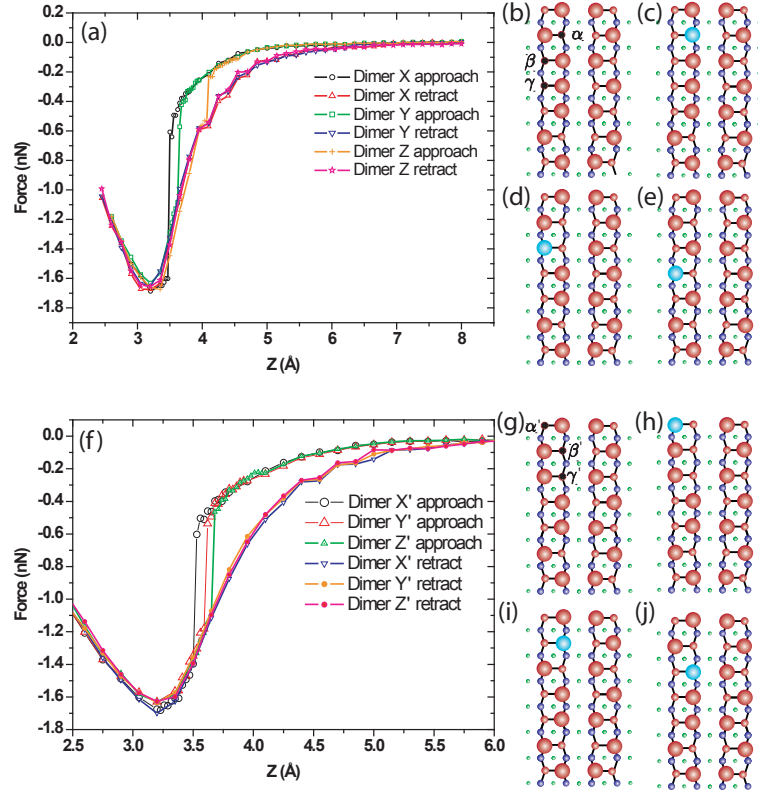 (a)
Force (nN)
0.0
-0.2
-0.4
-0.6
-0.8
-1.0
-1.2
-1.4
-1.6
-1.8
2 3 4 5 6 7 8
Z (Å)
Dimer X approach
Dimer X retract
Dimer Y approach
Dimer Y retract
Dimer Z approach
Dimer Z retract
(b)
α
β
γ
(c)
(d)
(e)
(f)
Force (nN)
0.0
-0.2
-0.4
-0.6
-0.8
-1.0
-1.2
-1.4
-1.6
-1.8
2.5 3.0 3.5 4.0 4.5 5.0 5.5 6.0
Z (Å)
Dimer X' approach
Dimer Y' approach
Dimer Z' approach
Dimer X' retract
Dimer Y' retract
Dimer Z' retract
(g)
α'
β'
γ'
(h)
(i)
(j)